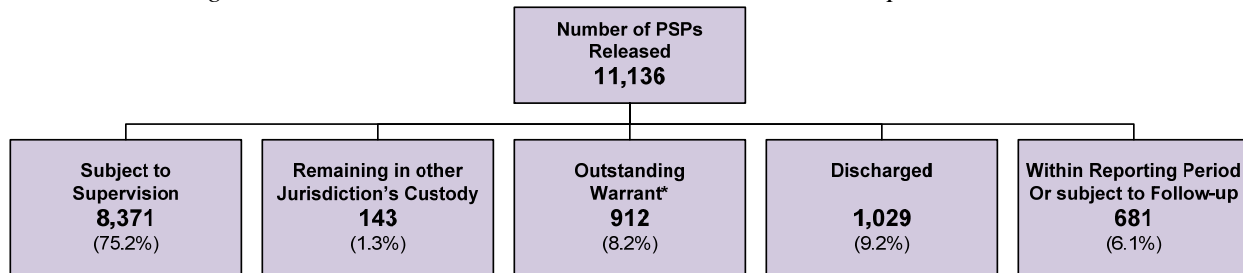 Number of PSPs
Released
11,136
Subject to
Supervision
8,371
(75.2%)
Remaining in other
Jurisdiction's Custody
143
(1.3%)
Outstanding
Warrant*
912
(8.2%)
Discharged
1,029
(9.2%)
Within Reporting Period
Or subject to Follow-up
681
(6.1%)